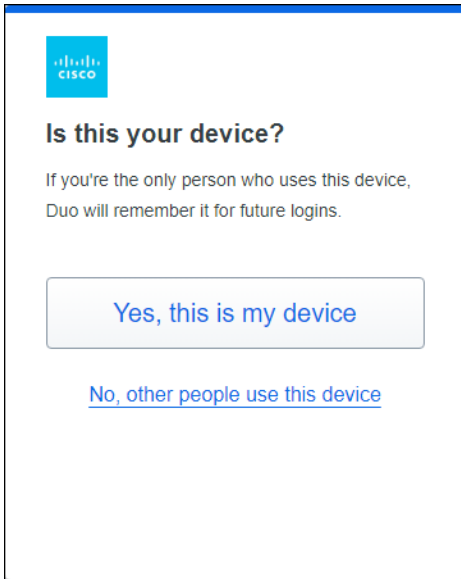 CISCO
Is this your device?
If you're the only person who uses this device,
Duo will remember it for future logins.
Yes, this is my device
No, other people use this device